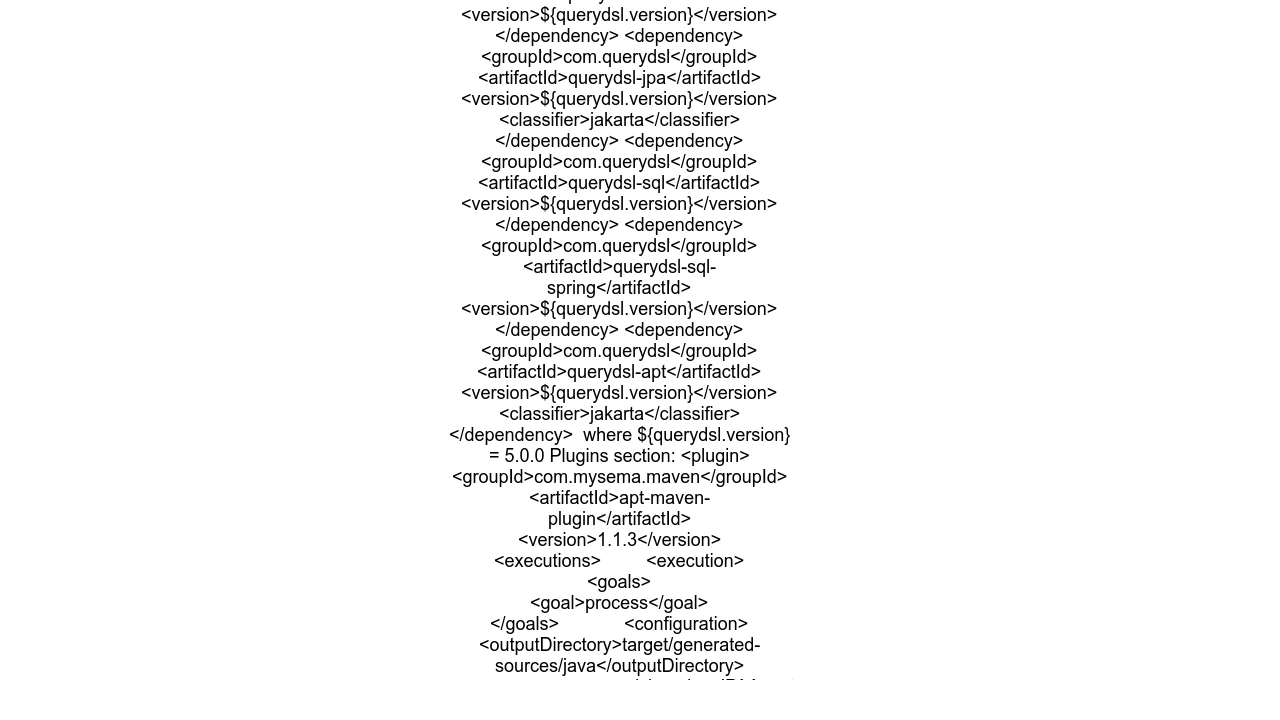 <version>${querydsl.version}</version>
</dependency> <dependency>
<groupId>com.querydsl</groupId>
<artifactId>querydsl-jpa</artifactId>
<version>${querydsl.version}</version>
<classifier>jakarta</classifier>
</dependency> <dependency>
<groupId>com.querydsl</groupId>
<artifactId>querydsl-sql</artifactId>
<version>${querydsl.version}</version>
</dependency> <dependency>
<groupId>com.querydsl</groupId>
<artifactId>querydsl-sql-
spring</artifactId>
<version>${querydsl.version}</version>
</dependency> <dependency>
<groupId>com.querydsl</groupId>
<artifactId>querydsl-apt</artifactId>
<version>${querydsl.version}</version>
<classifier>jakarta</classifier>
</dependency>  where ${querydsl.version}
= 5.0.0 Plugins section: <plugin>
<groupId>com.mysema.maven</groupId>
<artifactId>apt-maven-
plugin</artifactId>
<version>1.1.3</version>
<executions>         <execution>
<goals>
<goal>process</goal>
</goals>             <configuration>
<outputDirectory>target/generated-
sources/java</outputDirectory>